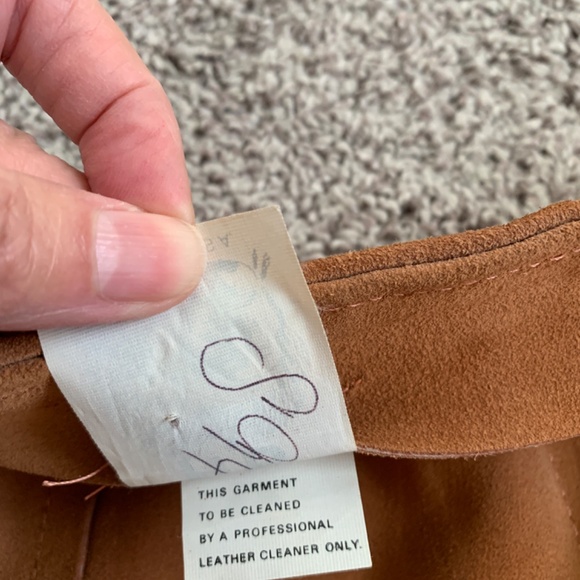 THIS GARMENT
TO BE CLEANED
BY A PROFESSIONAL
LEATHER CLEANER ONLY.